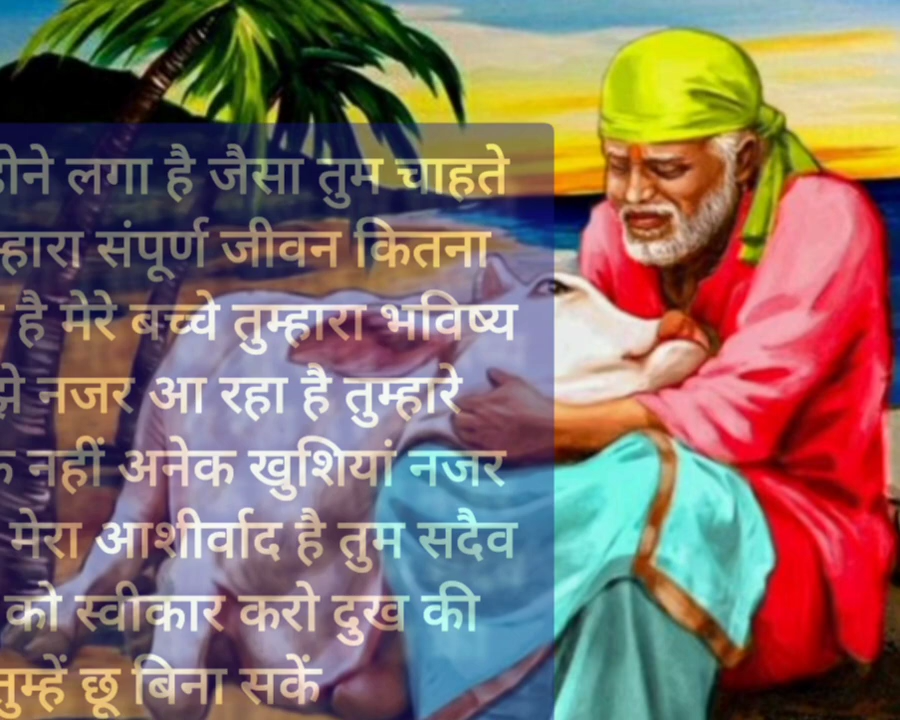 लगा है जैसा तुम चाहते
संपूर्ण जीवन कितना
है मेरे बच्चे तुम्हारा भविष्य
नजर आ रहा है तुम्हारे
नहीं अनेक खुशियां नजर
मेरा आशीर्वाद है तुम सदैव
को स्वीकार करो दुख की
तुम्हें छू बिना सकें